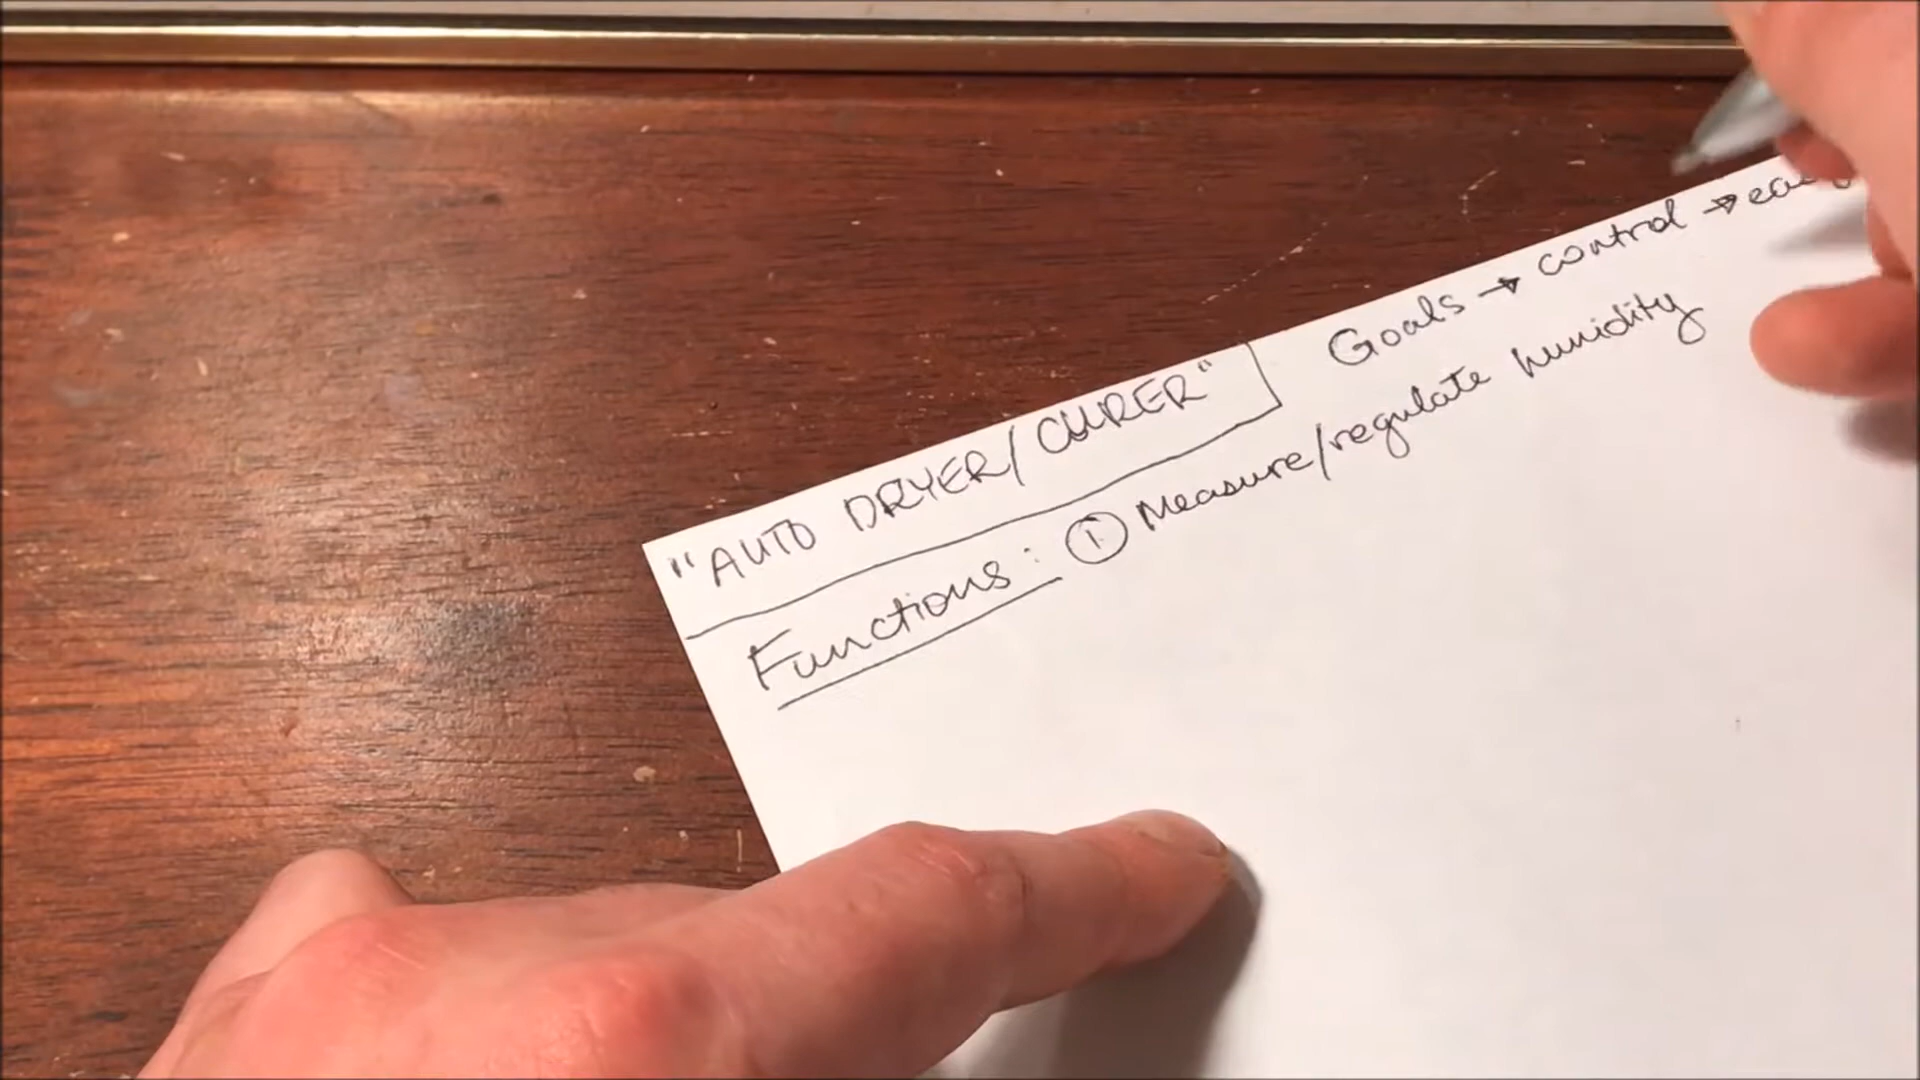 "AUTO DRYER/CURER" Goals → control →
Functions: ① Measure/regulate humidity